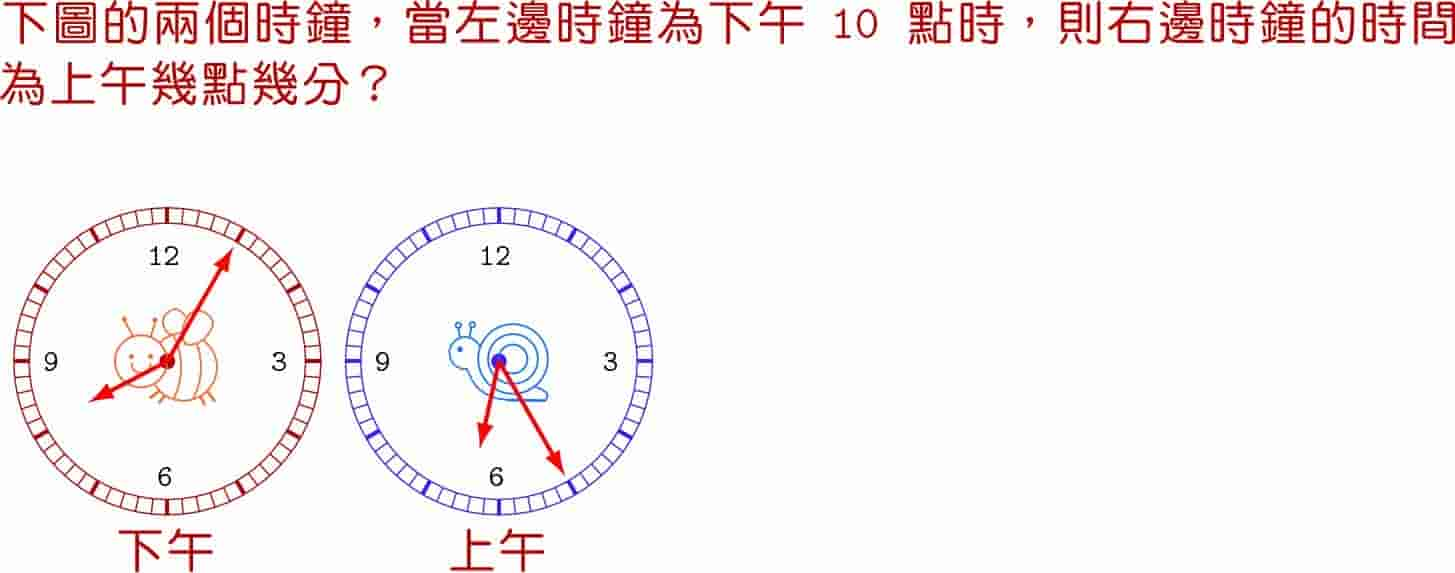 下圖的兩個時鐘，當左邊時鐘為下午 10 點時，則右邊時鐘的時間
為上午幾點幾分？
12 12
9 3 9 3
6 6
下午 上午